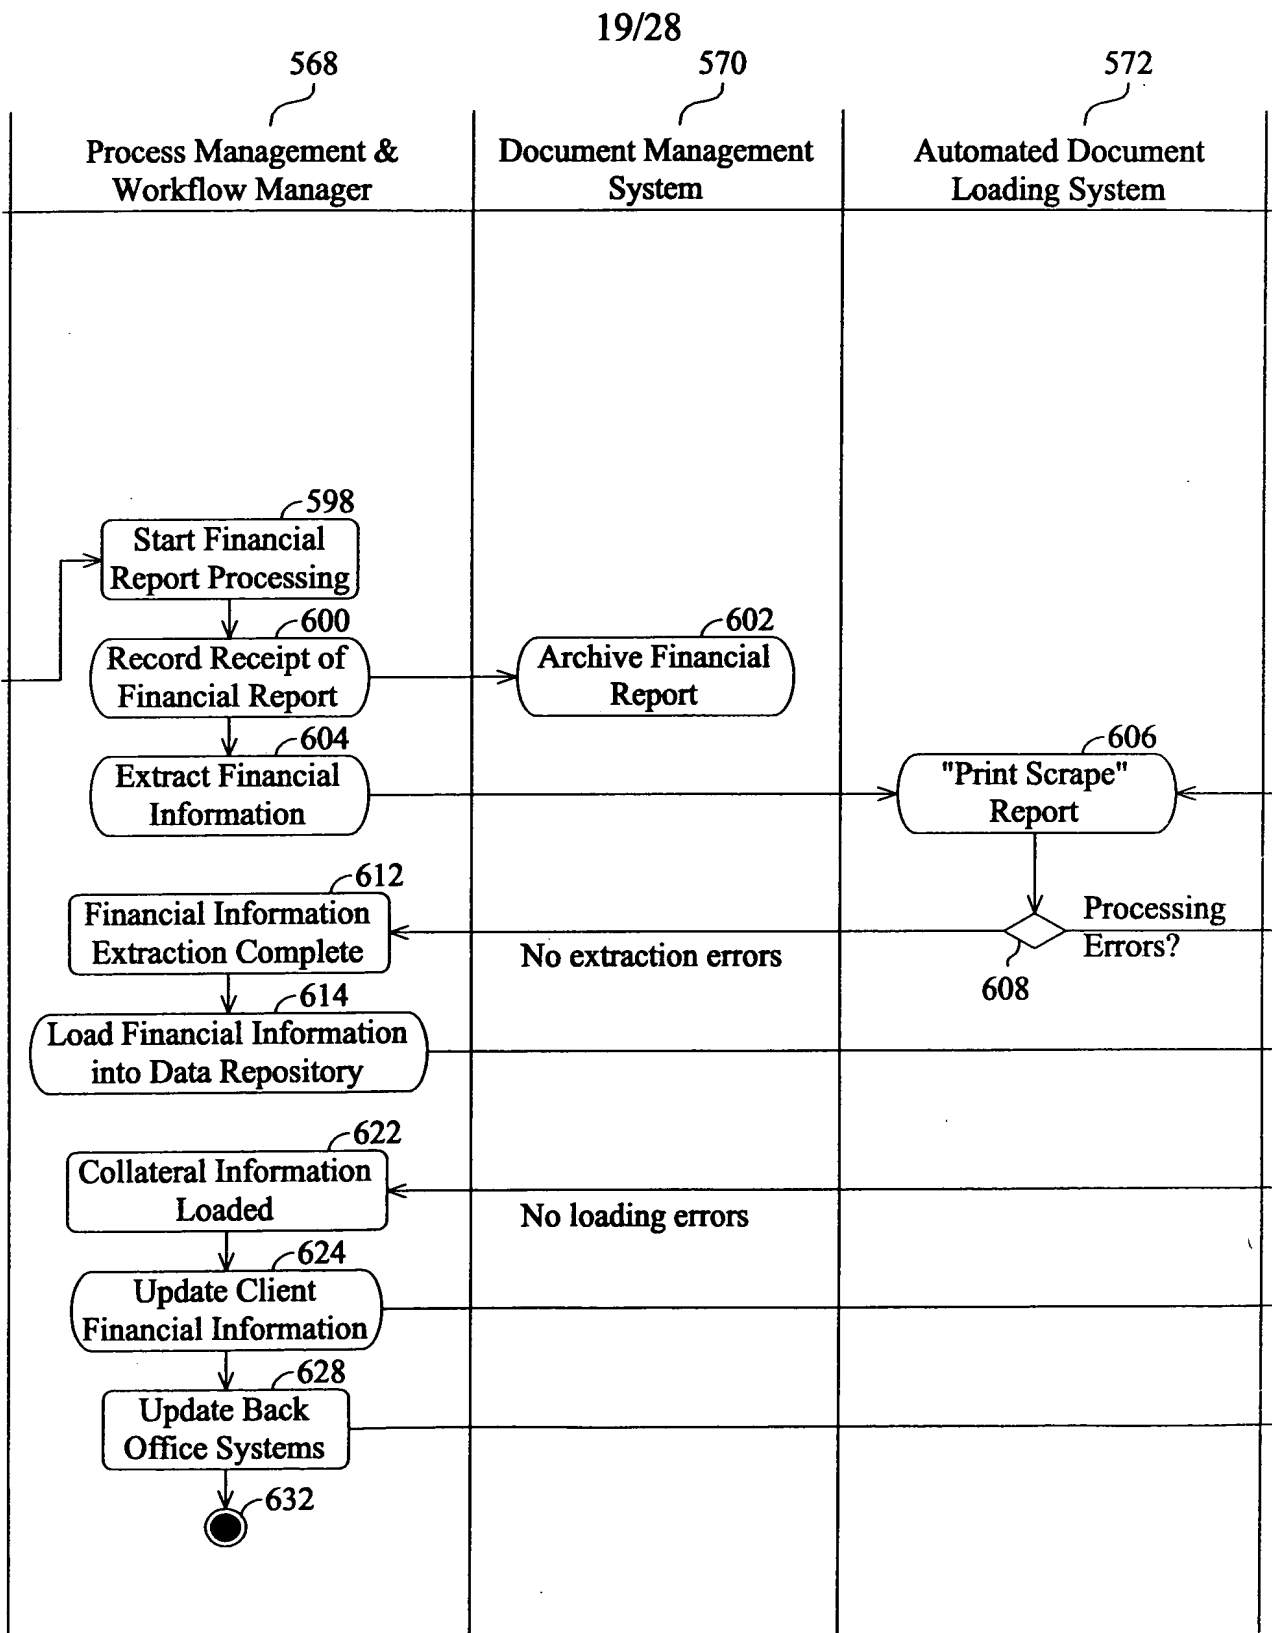 19/28
568
570
572
Process Management &
Workflow Manager
Document Management
System
Automated Document
Loading System
598
Start Financial
Report Processing
600
Record Receipt of
Financial Report
602
Archive Financial
Report
604
Extract Financial
Information
606
"Print Scrape"
Report
612
Financial Information
Extraction Complete
No extraction errors
Processing
Errors?
608
614
Load Financial Information
into Data Repository
622
Collateral Information
Loaded
No loading errors
624
Update Client
Financial Information
628
Update Back
Office Systems
632